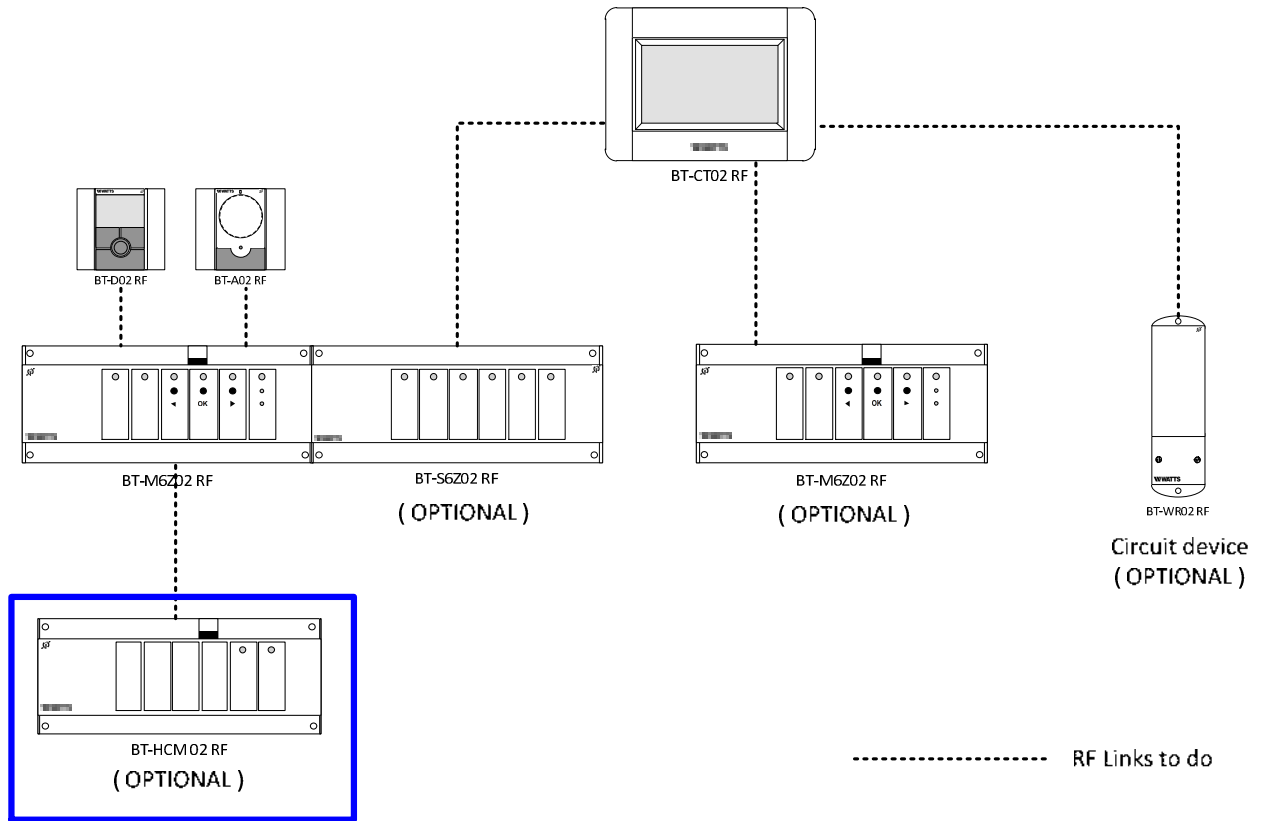 BT-CT02 RF
WATTS
WATTS
BT-D02 RF
BT-A02 RF
OK
OK
BT-M6Z02 RF
BT-S6Z02 RF
( OPTIONAL )
BT-M6Z02 RF
( OPTIONAL )
WATTS
BT-WR02 RF
Circuit device
( OPTIONAL )
BT-HCM02 RF
( OPTIONAL )
RF Links to do